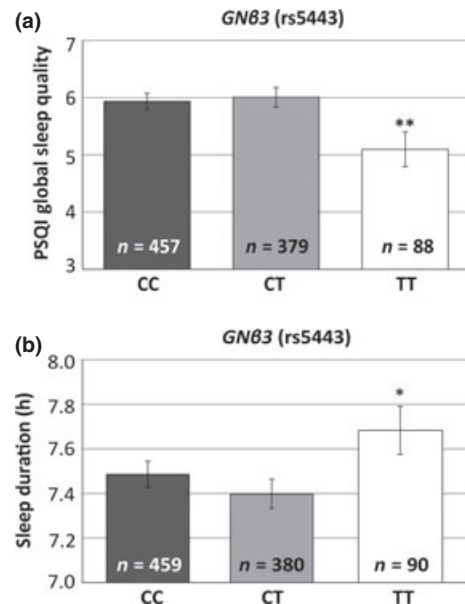 (a)
GNβ3 (rs5443)
PSQI global sleep quality
7
6
5
4
3
n = 457
n = 379
**
n = 88
CC
CT
TT
(b)
GNβ3 (rs5443)
Sleep duration (h)
8.0
7.8
7.6
7.4
7.2
7.0
n = 459
n = 380
*
n = 90
CC
CT
TT